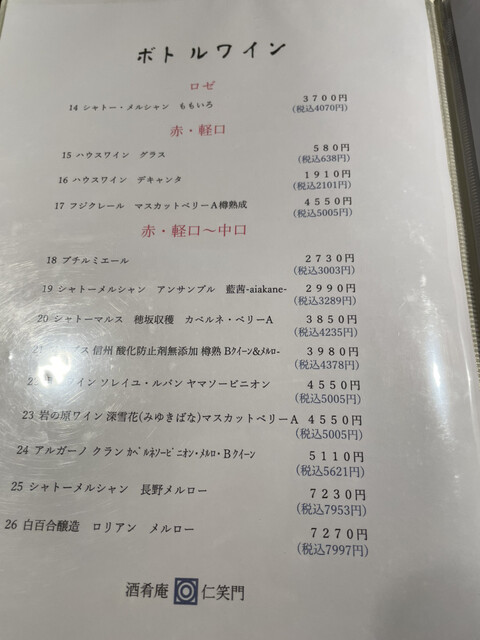 ボトルワイン
ロゼ
14 シャトー・メルシャン ももいろ 3700円
(税込4070円)
赤・軽口
15 ハウスワイン グラス 580円
(税込638円)
16 ハウスワイン デキャンタ 1910円
(税込2101円)
17 フジクレール マスカットベリーA樽熟成 4550円
(税込5005円)
赤・軽口～中口
18 プチルミエール 2730円
(税込3003円)
19 シャトーメルシャン アンサンブル 藍茜-aiakane- 2990円
(税込3289円)
20 シャトーマルス 穂坂収穫 カベルネ・ベリーA 3850円
(税込4235円)
信州 酸化防止剤無添加 樽熟 Bクイーン&メルロ- 3980円
(税込4378円)
イン ソレイユ・ルバン ヤマソービニオン 4550円
(税込5005円)
23 岩の原ワイン 深雪花(みゆきばな)マスカットベリーA 4550円
(税込5005円)
24 アルガーノ クラン カベルネソービニオン・メルロ・Bクイーン 5110円
(税込5621円)
25 シャトーメルシャン 長野メルロー 7230円
(税込7953円)
26 白百合醸造 ロリアン メルロー 7270円
(税込7997円)
酒肴庵 仁笑門